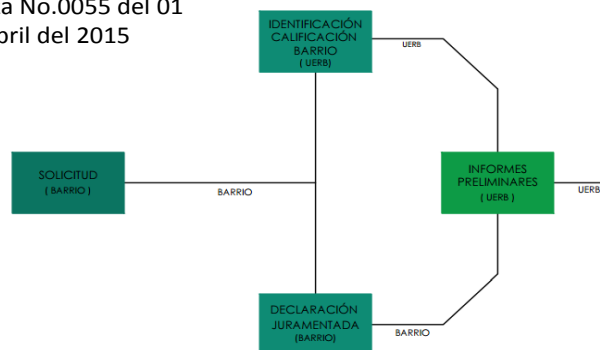 No.0055 del 01
del 2015
IDENTIFICACIÓN
CALIFICACIÓN
BARRIO
( UERB)
UERB
SOLICITUD
( BARRIO )
BARRIO
INFORMES
PRELIMINARES
( UERB )
UERB
DECLARACIÓN
JURAMENTADA
(BARRIO)
BARRIO